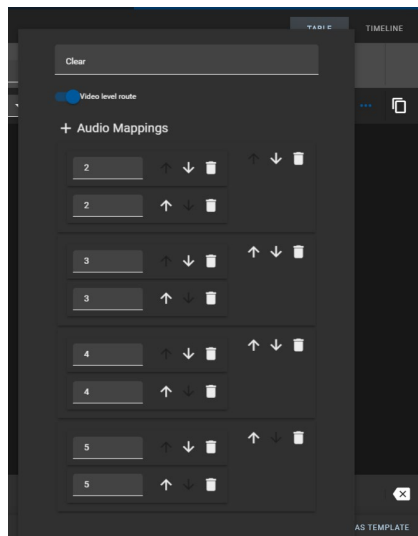 TABLE
TIMELINE
Clear
Video level route
+ Audio Mappings
2
2
3
3
4
4
5
5
AS TEMPLATE